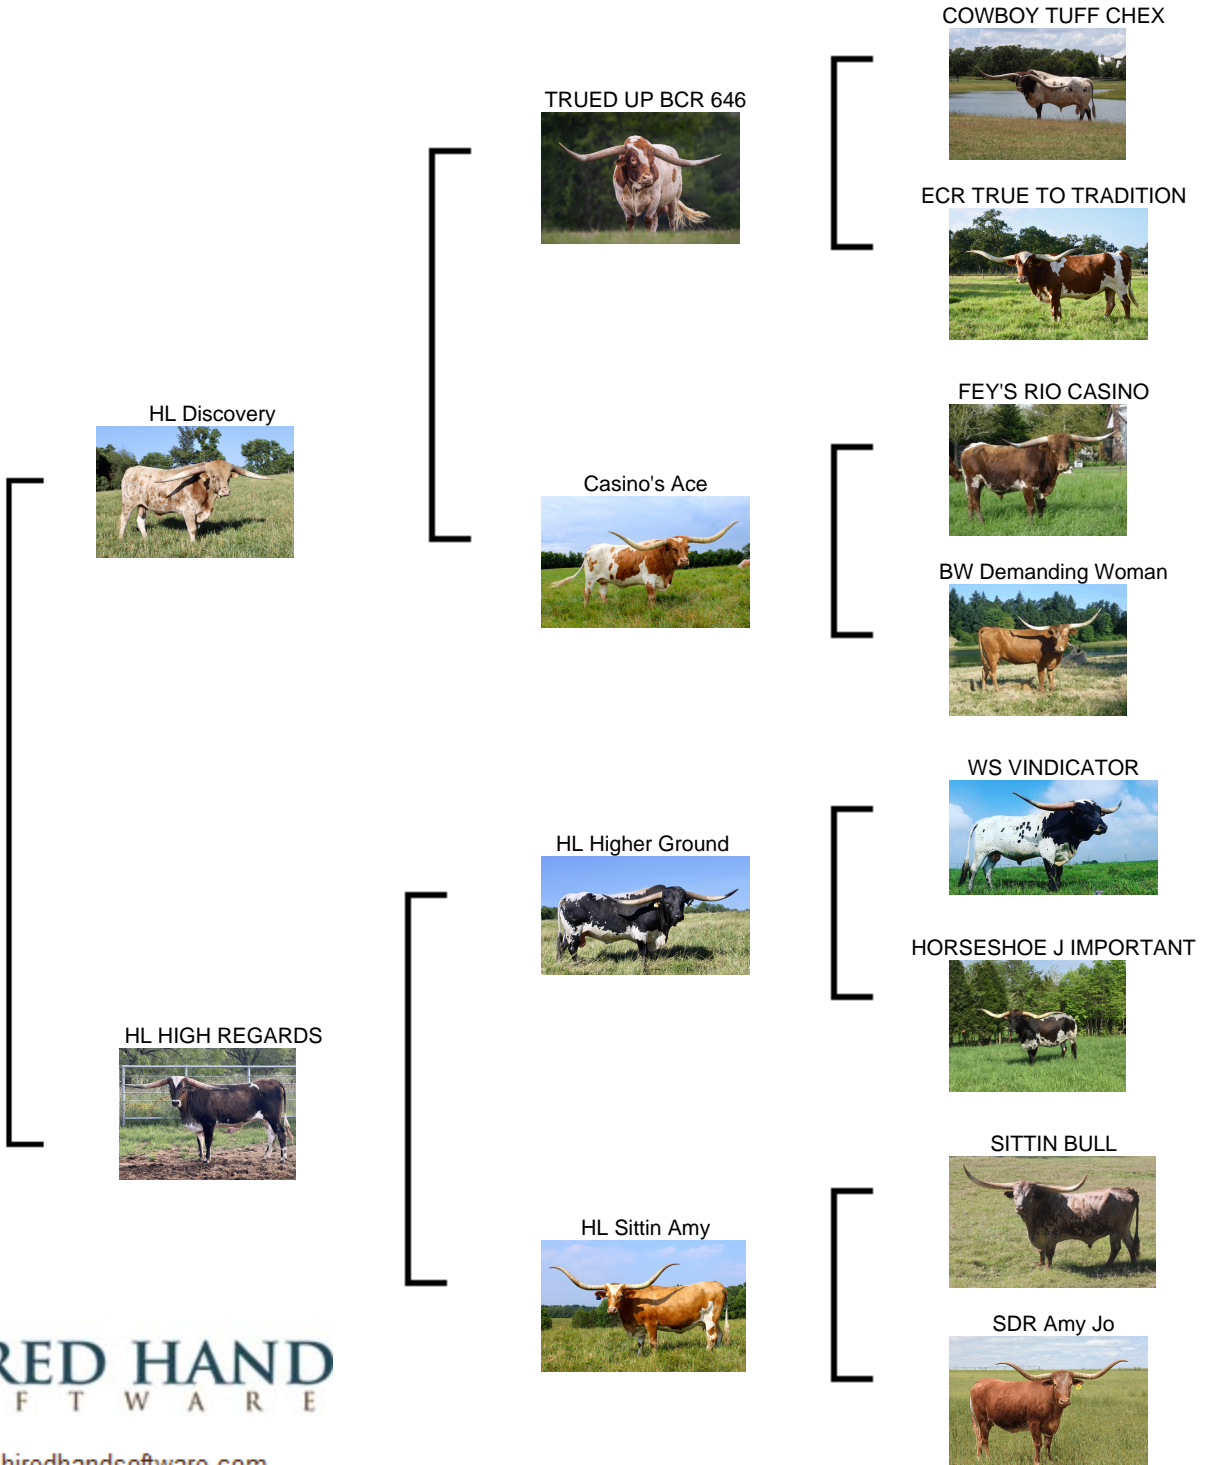 COWBOY TUFF CHEX
TRUED UP BCR 646
ECR TRUE TO TRADITION
HL Discovery
FEY'S RIO CASINO
Casino's Ace
BW Demanding Woman
WS VINDICATOR
HL Higher Ground
HORSESHOE J IMPORTANT
HL HIGH REGARDS
SITTIN BULL
HL Sittin Amy
SDR Amy Jo
RED HAND
F T W A R E
hiredhandsoftware.com